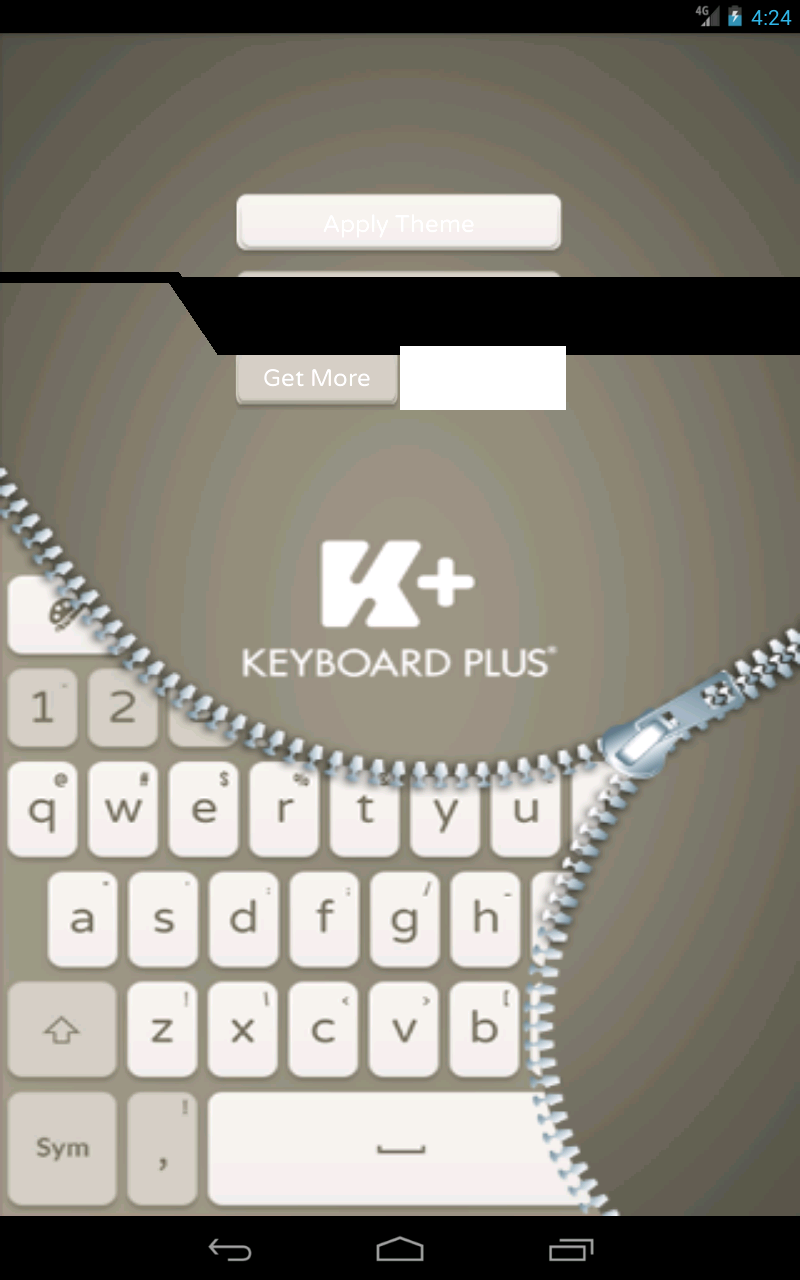 4G 4:24
Apply Theme
Get More
K+
KEYBOARD PLUS®
1 2
@ # $ %
q w e r t y u
" ' : ; / -
a s d f g h
! \ < > [
z x c v b
Sym ,